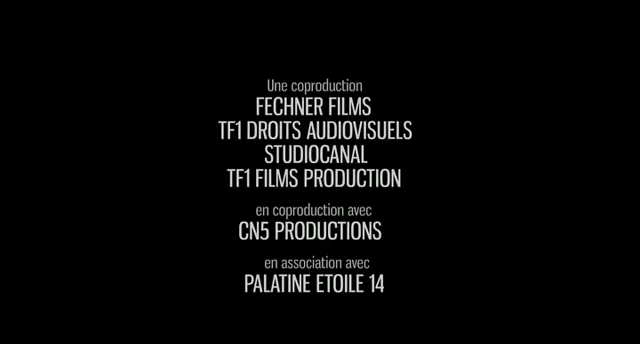 Une coproduction
FECHNER FILMS
TF1 DROITS AUDIOVISUELS
STUDIOCANAL
TF1 FILMS PRODUCTION
en coproduction avec
CN5 PRODUCTIONS
en association avec
PALATINE ETOILE 14